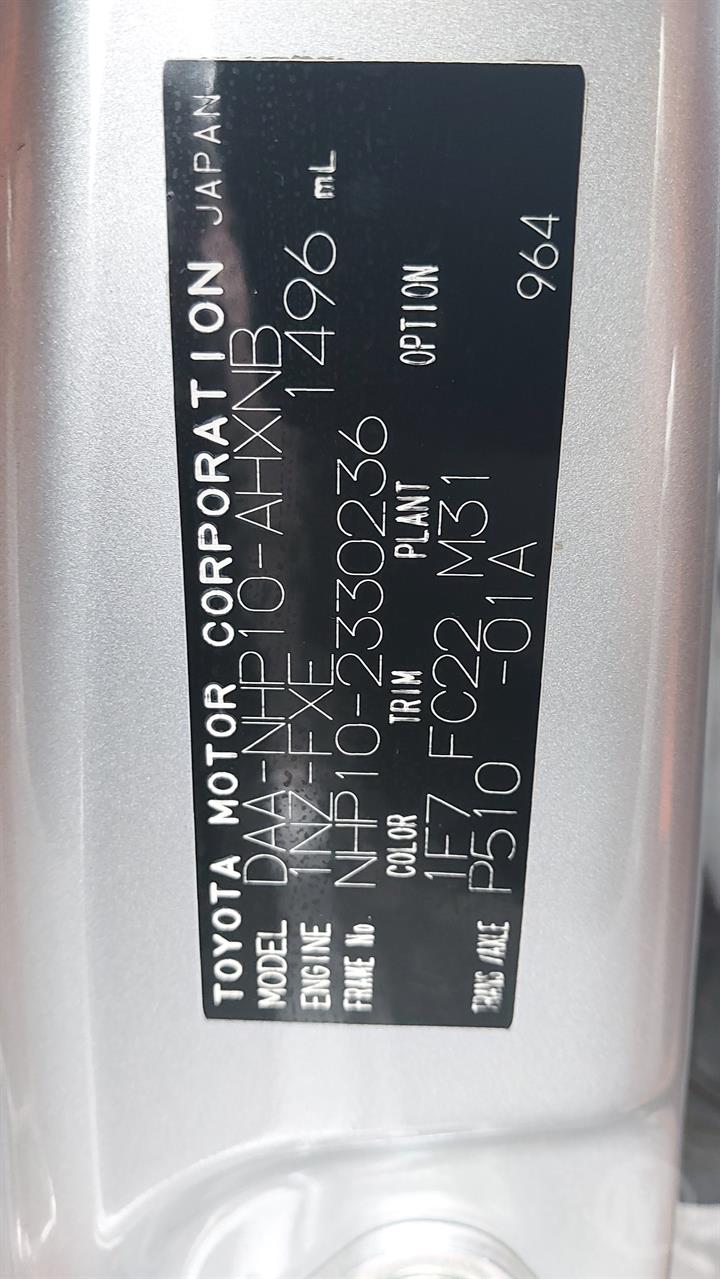 TOYOTA MOTOR CORPORATION JAPAN
MODEL DAA-NHP10-AHXNB
ENGINE 1NZ-FXE 1496 mL
FRAME No. NHP10-2330236
COLOR TRIM PLANT OPTION
1F7 FC22 M31
TRANS/AXLE P510 -01A 964